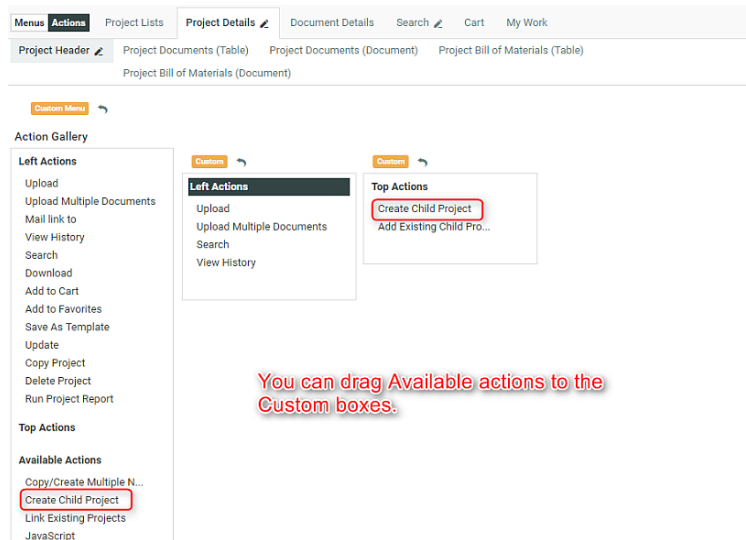 Menus Actions Project Lists Project Details Document Details Search Cart My Work
Project Header Project Documents (Table) Project Documents (Document) Project Bill of Materials (Table)
Project Bill of Materials (Document)
Custom Menu
Action Gallery
Left Actions
Upload
Upload Multiple Documents
Mail link to
View History
Search
Download
Add to Cart
Add to Favorites
Save As Template
Update
Copy Project
Delete Project
Run Project Report
Top Actions
Available Actions
Copy/Create Multiple N...
Create Child Project
Link Existing Projects
JavaScript
Custom
Left Actions
Upload
Upload Multiple Documents
Search
View History
Custom
Top Actions
Create Child Project
Add Existing Child Pro...
You can drag Available actions to the
Custom boxes.